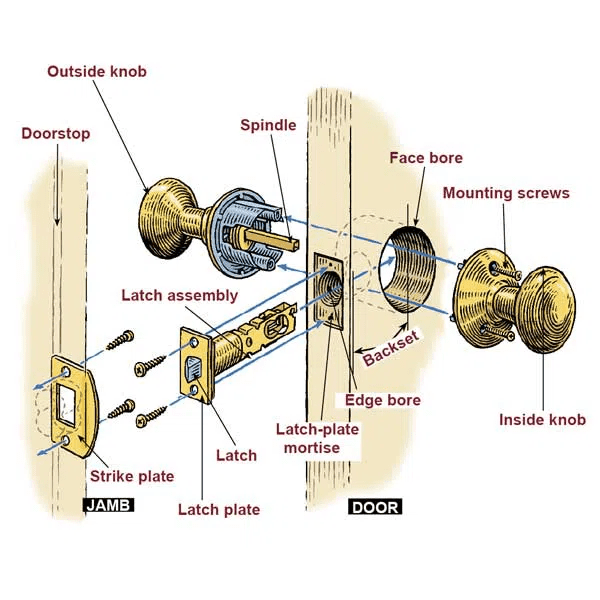 Outside knob
Doorstop
Spindle
Face bore
Mounting screws
Latch assembly
Backset
Edge bore
Inside knob
Latch-plate
mortise
Latch
Strike plate
Latch plate
JAMB
DOOR